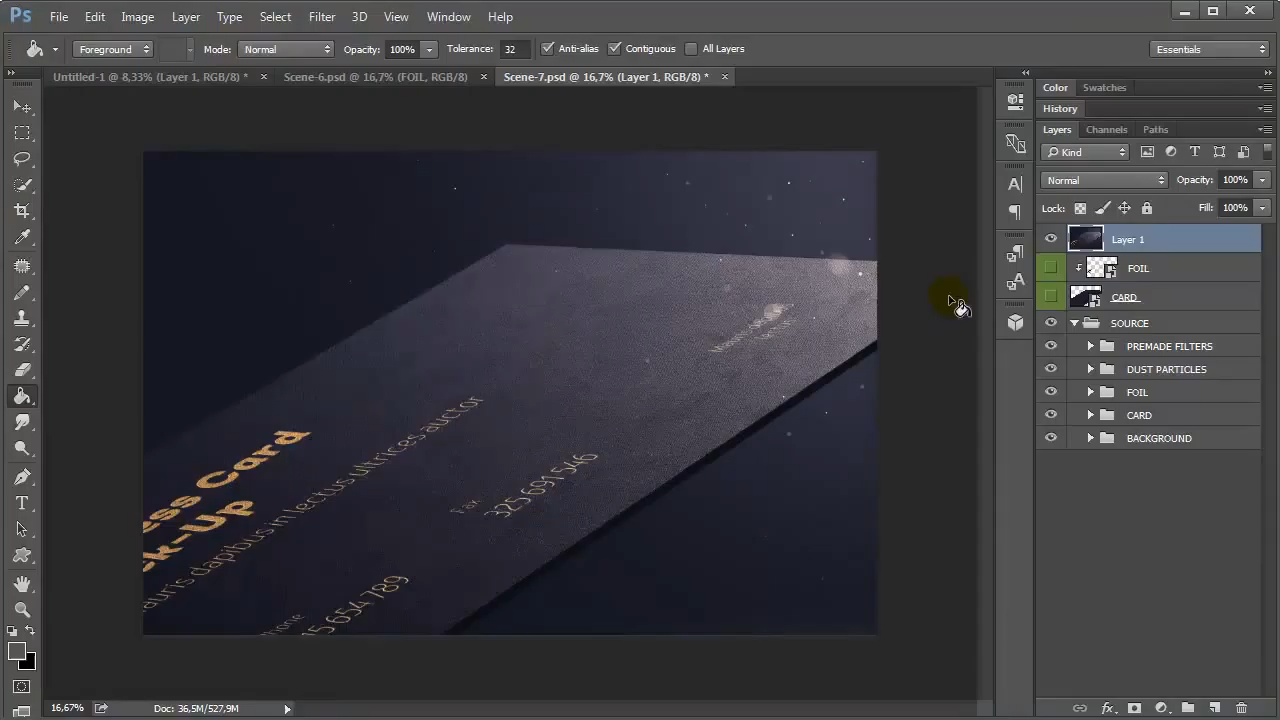 Ps File Edit Image Layer Type Select Filter 3D View Window Help
Foreground Mode: Normal Opacity: 100% Tolerance: 32 Anti-alias Contiguous All Layers Essentials
Untitled-1 @ 8,33% (Layer 1, RGB/8) * Scene-6.psd @ 16,7% (FOIL, RGB/8) Scene-7.psd @ 16,7% (Layer 1, RGB/8) *
Color Swatches
History
Layers Channels Paths
Kind
Normal Opacity: 100%
Lock: Fill: 100%
Layer 1
FOIL
CARD
SOURCE
PREMADE FILTERS
DUST PARTICLES
FOIL
CARD
BACKGROUND
ess Card
ck-Up
auris dapibus in lectus ultrices auctor
Fax
325 691 546
hone
15 654 789
16,67% Doc: 36,5M/527,9M